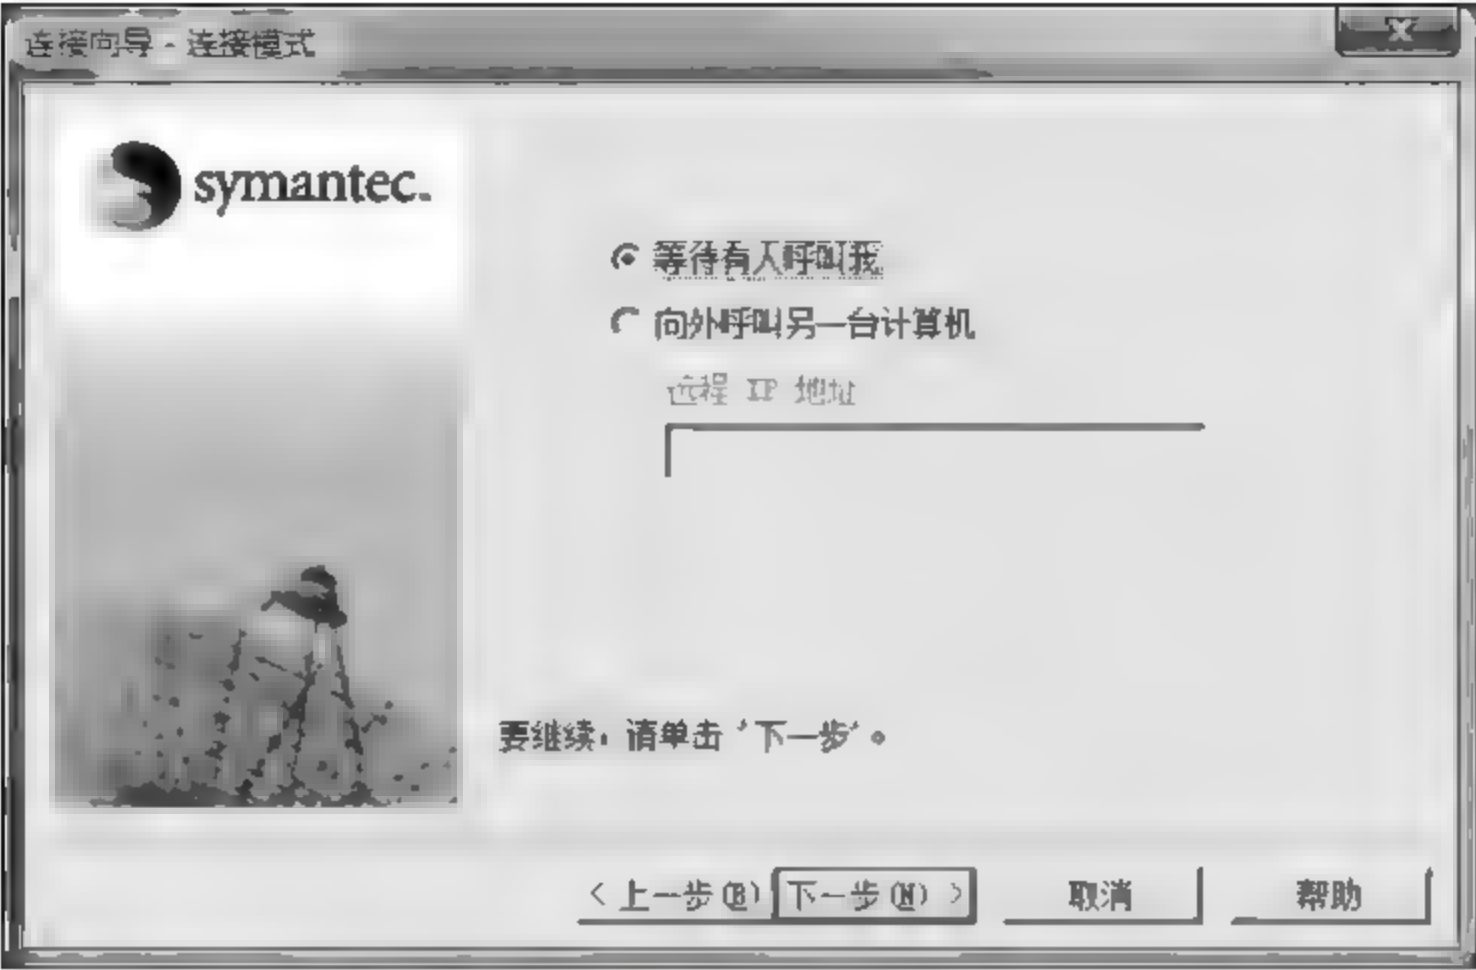 连接向导 - 连接模式
symantec.
等待有人呼叫我
向外呼叫另一台计算机
远程 IP 地址
要继续，请单击“下一步”。
< 上一步(B) 下一步(N) > 取消 帮助